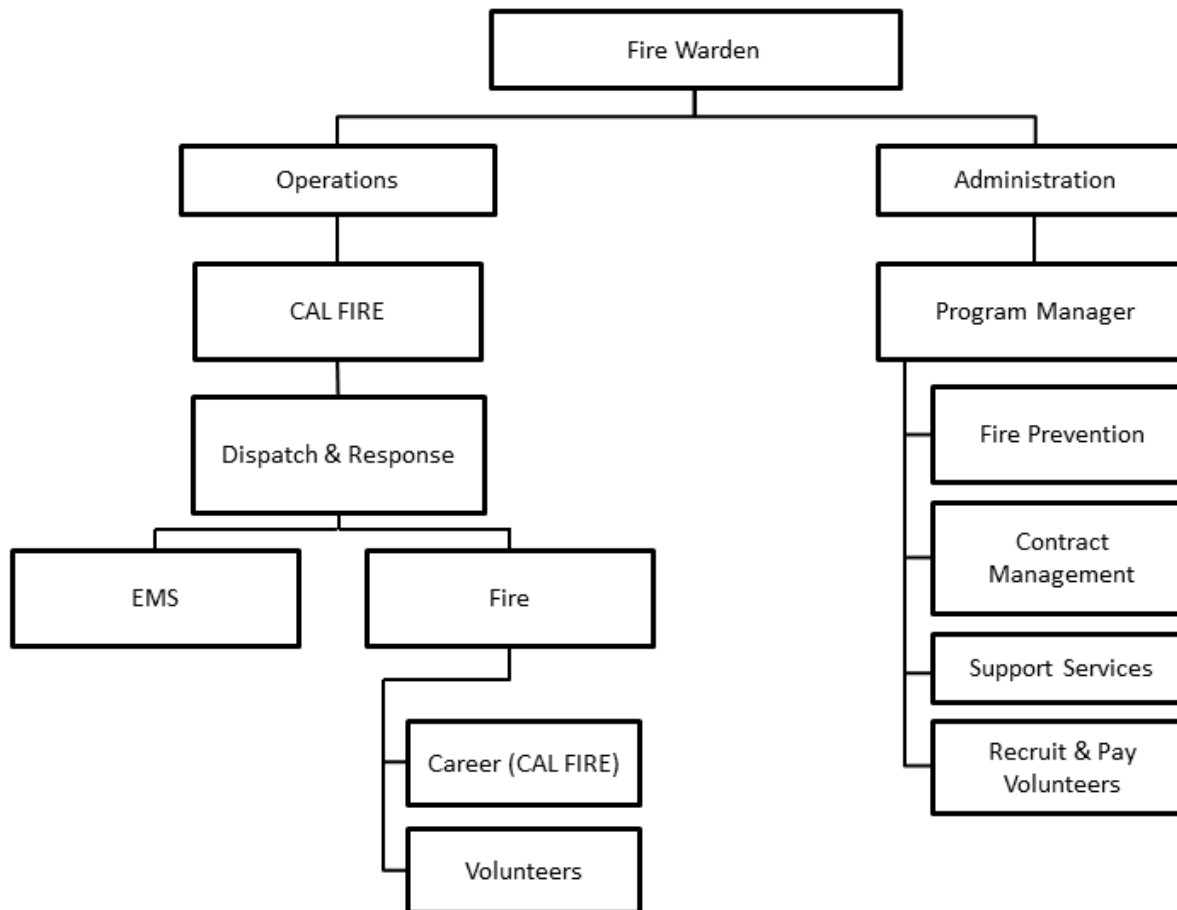 Fire Warden
Operations
Administration
CAL FIRE
Program Manager
Dispatch & Response
Fire Prevention
Contract
Management
EMS
Fire
Support Services
Career (CAL FIRE)
Recruit & Pay
Volunteers
Volunteers